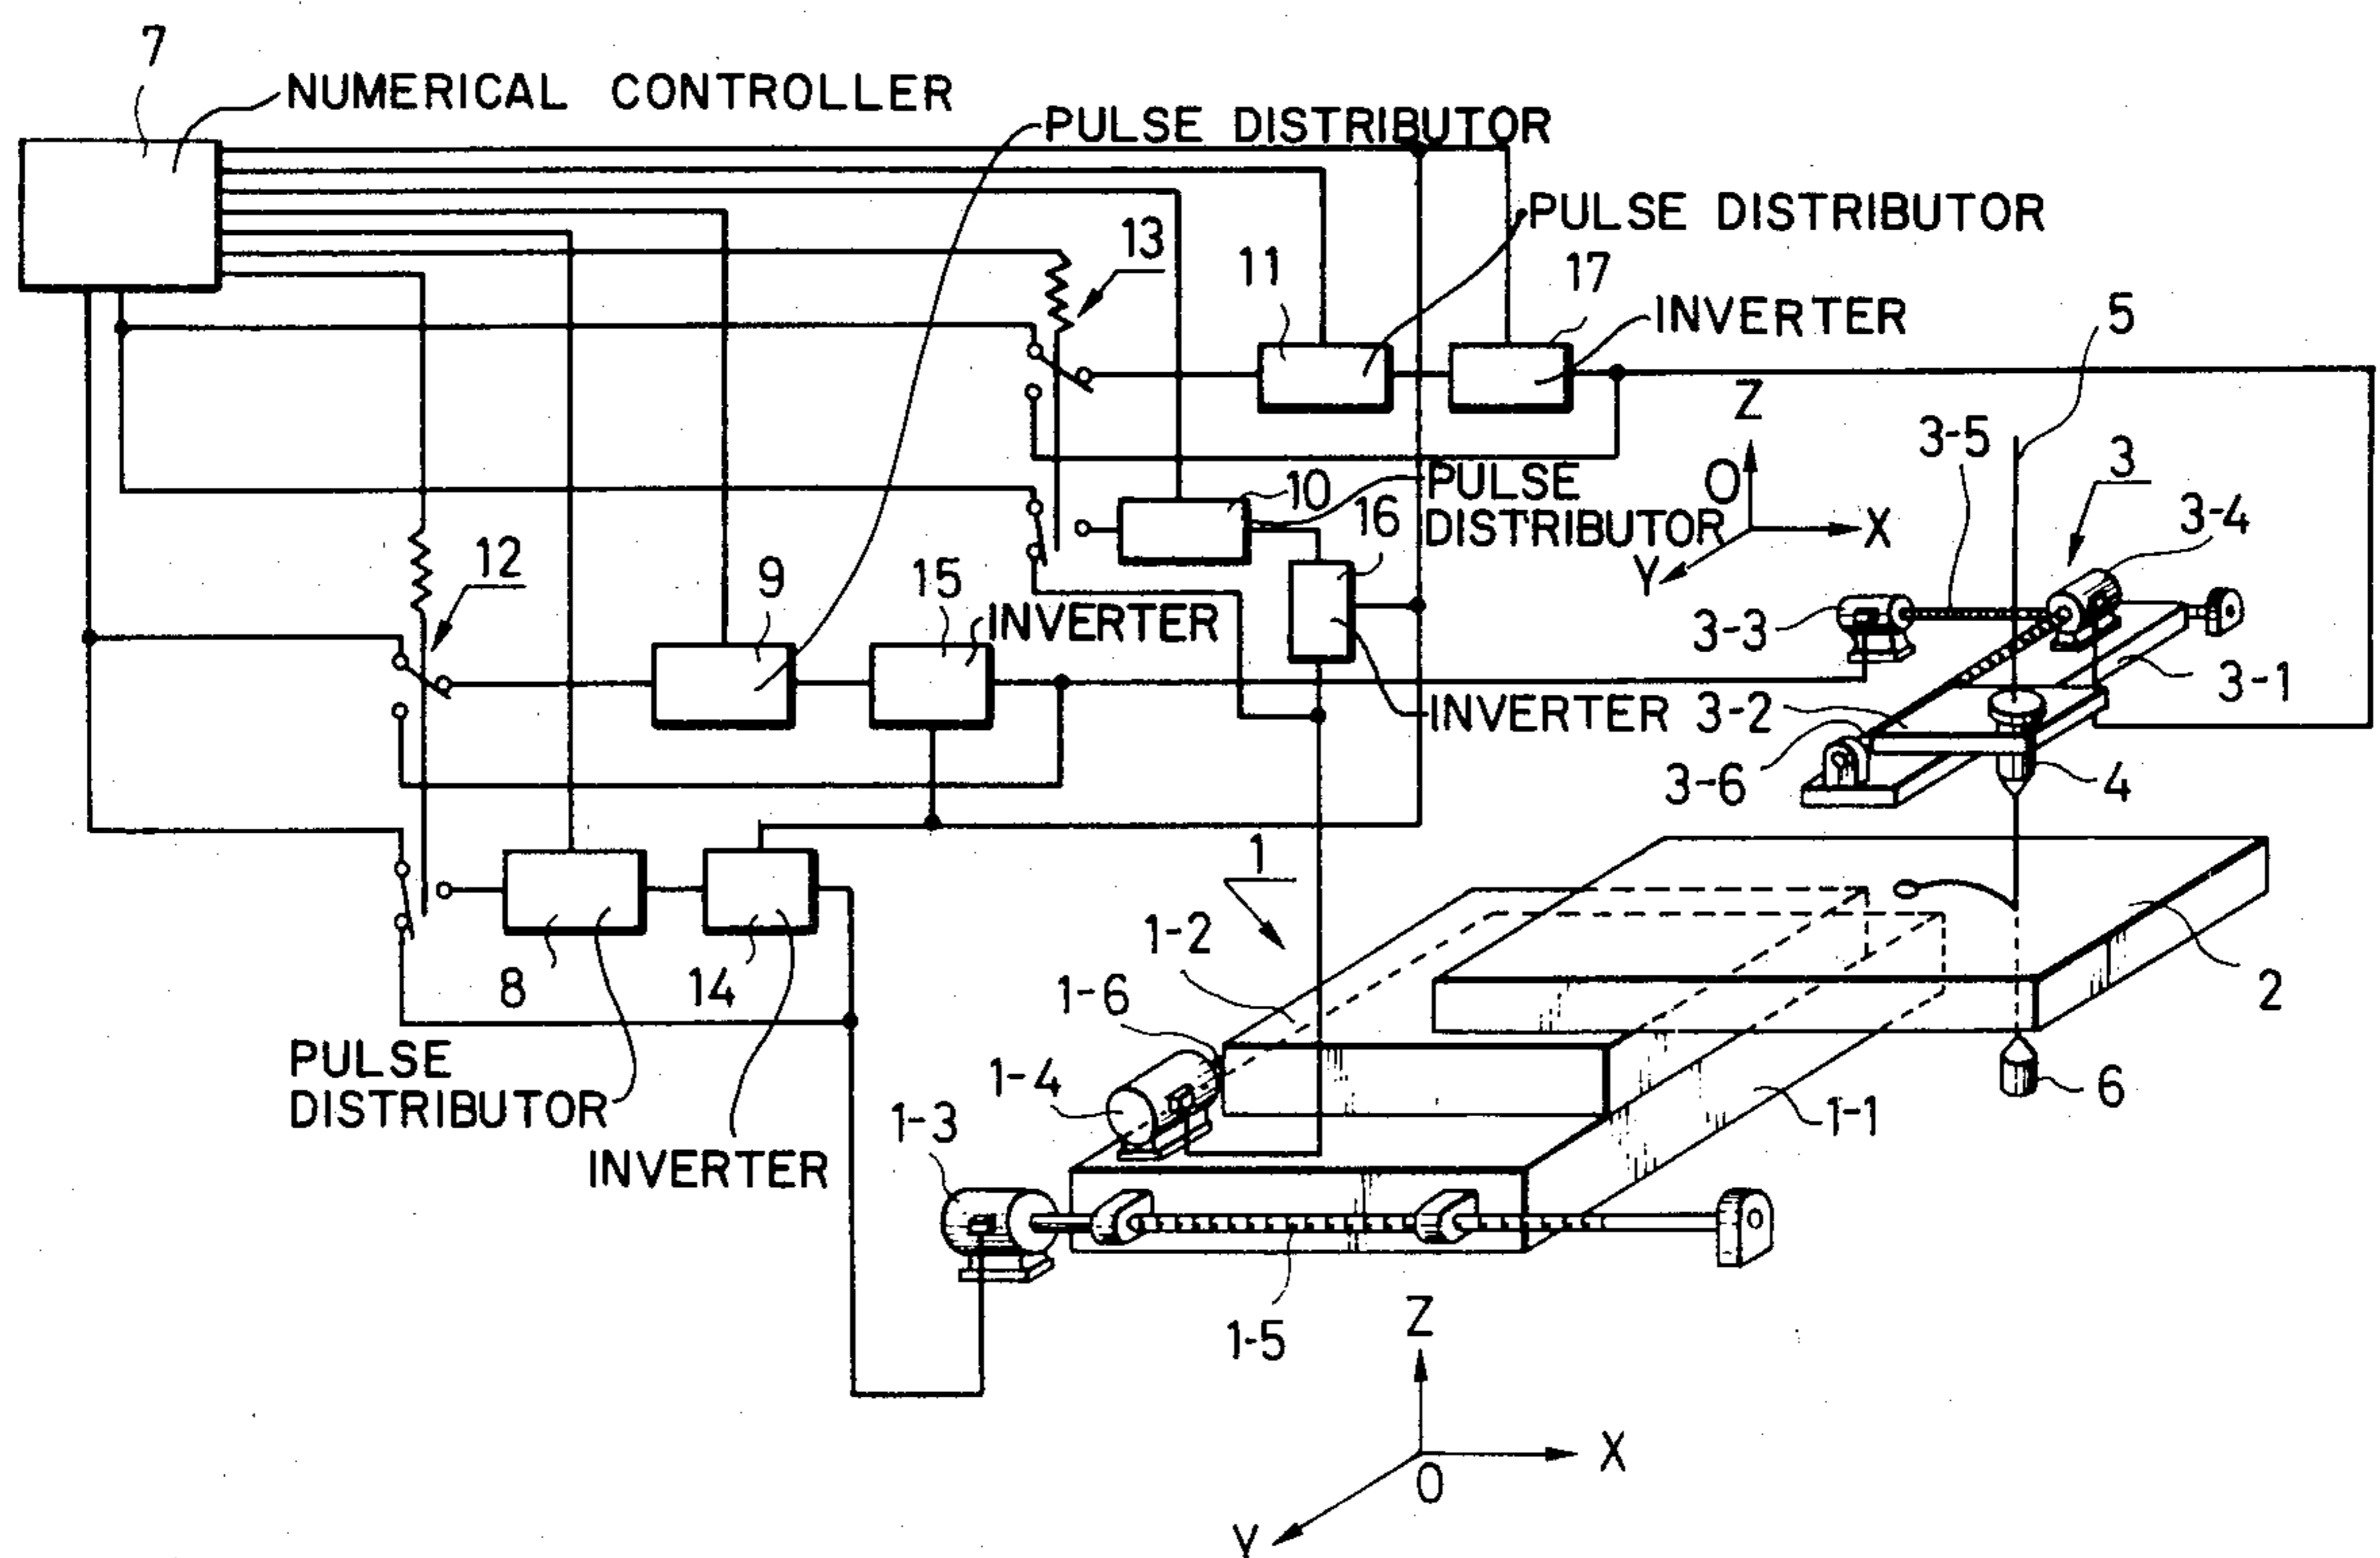 7
NUMERICAL CONTROLLER
PULSE DISTRIBUTOR
PULSE DISTRIBUTOR
13
11
17
INVERTER
5
Z
3-5
3
O
3-4
X
Y
10
PULSE
DISTRIBUTOR
16
12
9
15
INVERTER
3-3
3-1
3-2
INVERTER
3-6
4
1
1-2
8
14
1-6
2
PULSE
DISTRIBUTOR
1-4
6
1-3
1-1
INVERTER
Z
1-5
X
O
Y